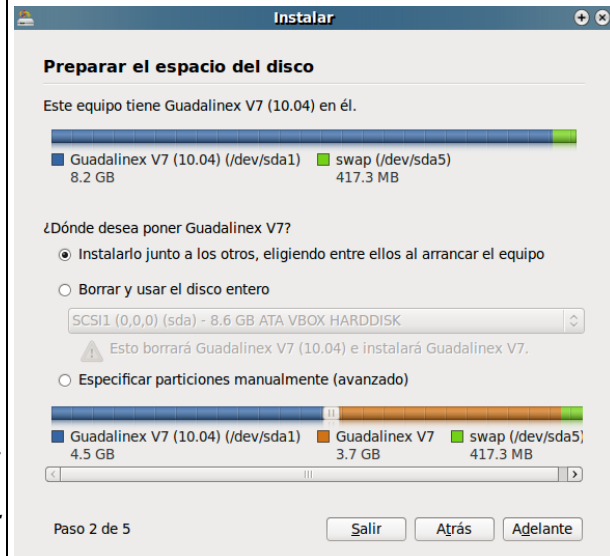 Instalar
Preparar el espacio del disco
Este equipo tiene Guadalinex V7 (10.04) en él.
Guadalinex V7 (10.04) (/dev/sda1) swap (/dev/sda5)
8.2 GB 417.3 MB
¿Dónde desea poner Guadalinex V7?
Instalarlo junto a los otros, eligiendo entre ellos al arrancar el equipo
Borrar y usar el disco entero
SCSI1 (0,0,0) (sda) - 8.6 GB ATA VBOX HARDDISK
Esto borrará Guadalinex V7 (10.04) e instalará Guadalinex V7.
Especificar particiones manualmente (avanzado)
Guadalinex V7 (10.04) (/dev/sda1) Guadalinex V7 swap (/dev/sda5)
4.5 GB 3.7 GB 417.3 MB
Paso 2 de 5 Salir Atrás Adelante